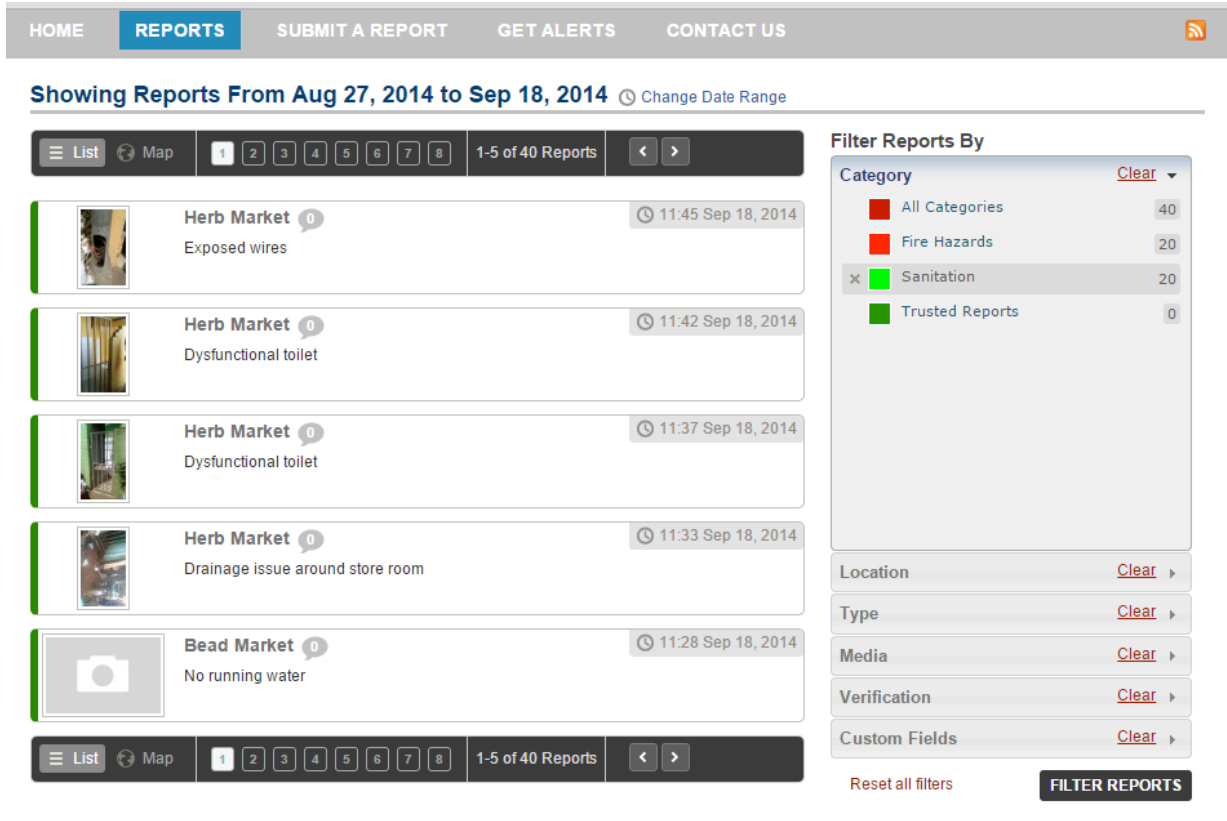 HOME REPORTS SUBMIT A REPORT GET ALERTS CONTACT US
Showing Reports From Aug 27, 2014 to Sep 18, 2014 Change Date Range
List Map 1 2 3 4 5 6 7 8 1-5 of 40 Reports
Herb Market 0 11:45 Sep 18, 2014
Exposed wires
Herb Market 0 11:42 Sep 18, 2014
Dysfunctional toilet
Herb Market 0 11:37 Sep 18, 2014
Dysfunctional toilet
Herb Market 0 11:33 Sep 18, 2014
Drainage issue around store room
Bead Market 0 11:28 Sep 18, 2014
No running water
List Map 1 2 3 4 5 6 7 8 1-5 of 40 Reports
Filter Reports By
Category Clear
All Categories 40
Fire Hazards 20
Sanitation 20
Trusted Reports 0
Location Clear
Type Clear
Media Clear
Verification Clear
Custom Fields Clear
Reset all filters FILTER REPORTS